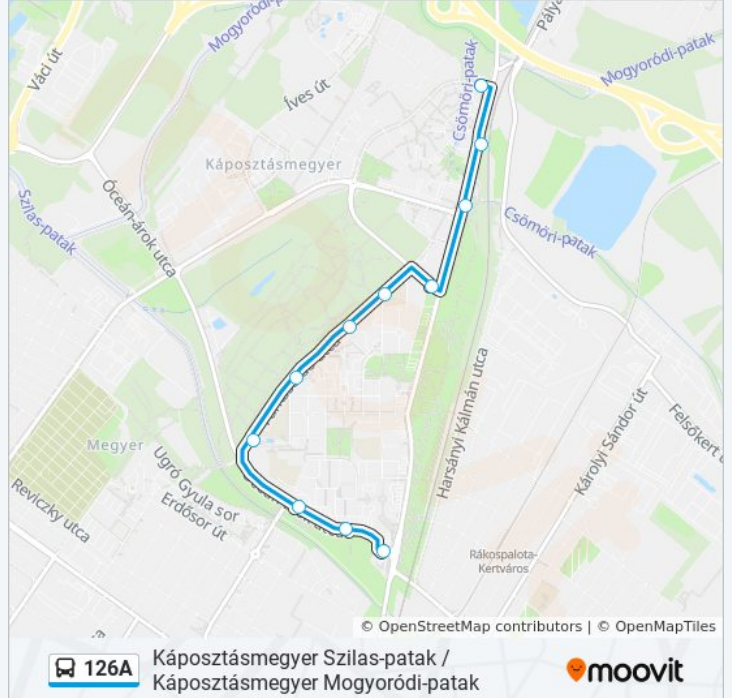 Mogyoródi-patak
Pálya
Váci út
Csömöri-patak
Mogyoródi-patak
Íves út
Káposztásmegyer
Óceán-árok utca
Szilas-patak
Csömöri-patak
Harsányi Kálmán utca
Károlyi Sándor út
Felsőkert u
Megyer
Ugró Gyula sor
Erdősor út
Reviczky utca
Rákospalota-
Kertváros
© OpenStreetMap contributors | © OpenMapTiles
126A
Káposztásmegyer Szilas-patak /
Káposztásmegyer Mogyoródi-patak
moovit